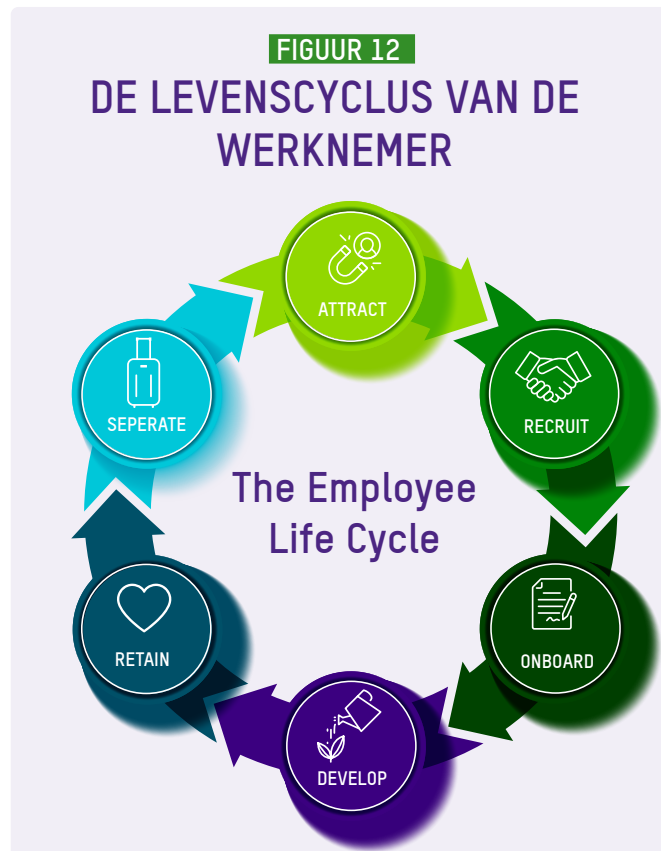 FIGUUR 12
DE LEVENSCYCLUS VAN DE
WERKNEMER
ATTRACT
RECRUIT
ONBOARD
DEVELOP
RETAIN
SEPERATE
The Employee
Life Cycle